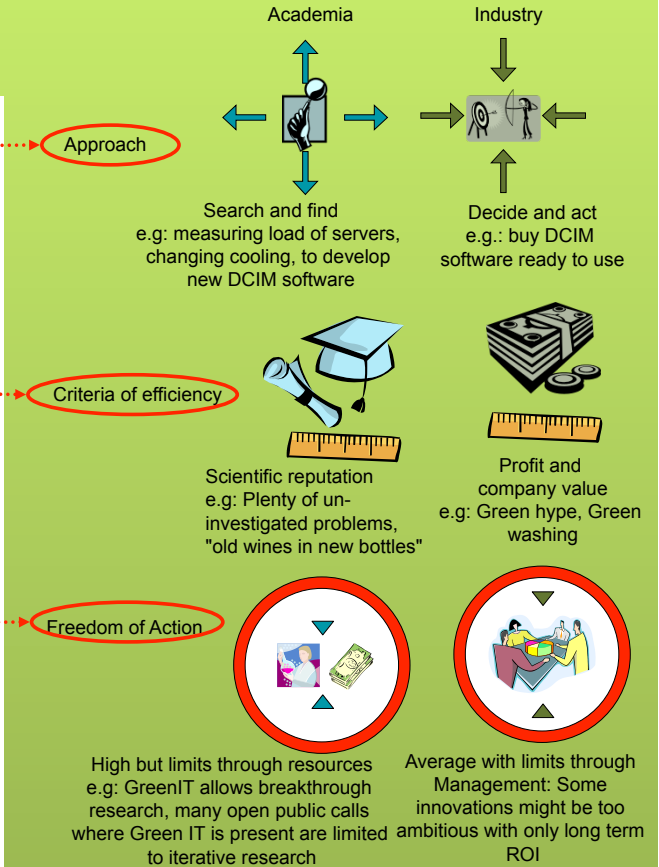 Academia
Industry
Approach
Search and find
e.g: measuring load of servers,
changing cooling, to develop
new DCIM software
Decide and act
e.g.: buy DCIM
software ready to use
Criteria of efficiency
Scientific reputation
e.g: Plenty of un-
investigated problems,
"old wines in new bottles"
Profit and
company value
e.g: Green hype, Green
washing
Freedom of Action
High but limits through resources
e.g: GreenIT allows breakthrough
research, many open public calls
where Green IT is present are limited
to iterative research
Average with limits through
Management: Some
innovations might be too
ambitious with only long term
ROI